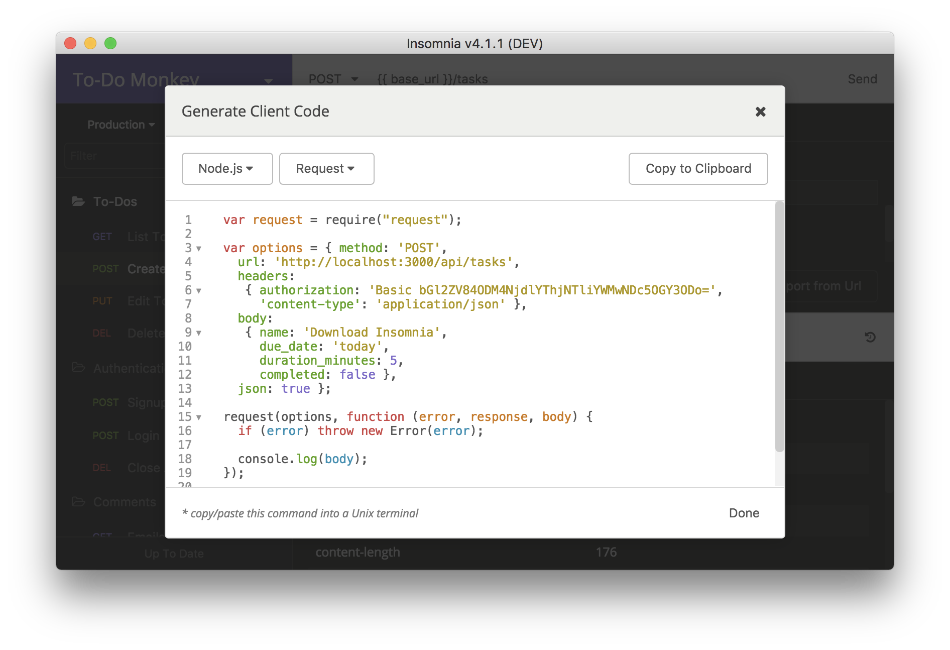 Insomnia v4.1.1 (DEV)
To-Do Monkey
POST {{ base_url }}/tasks Send
Generate Client Code ✖
Production
Filter
Node.js Request Copy to Clipboard
To-Dos
GET List To
POST Create
PUT Edit T
DEL Delete
port from Url
Authenticat
POST Signup
POST Login
DEL Close
Comments
GET
Up To Date
1 var request = require("request");
2
3 var options = { method: 'POST',
4 url: 'http://localhost:3000/api/tasks',
5 headers:
6 { authorization: 'Basic bGl2ZV84ODM4NjdlYThjNTliYWMwNDc5OGY3ODo=',
7 'content-type': 'application/json' },
8 body:
9 { name: 'Download Insomnia',
10 due_date: 'today',
11 duration_minutes: 5,
12 completed: false },
13 json: true };
14
15 request(options, function (error, response, body) {
16 if (error) throw new Error(error);
17
18 console.log(body);
19 });
20
* copy/paste this command into a Unix terminal Done
content-length 176